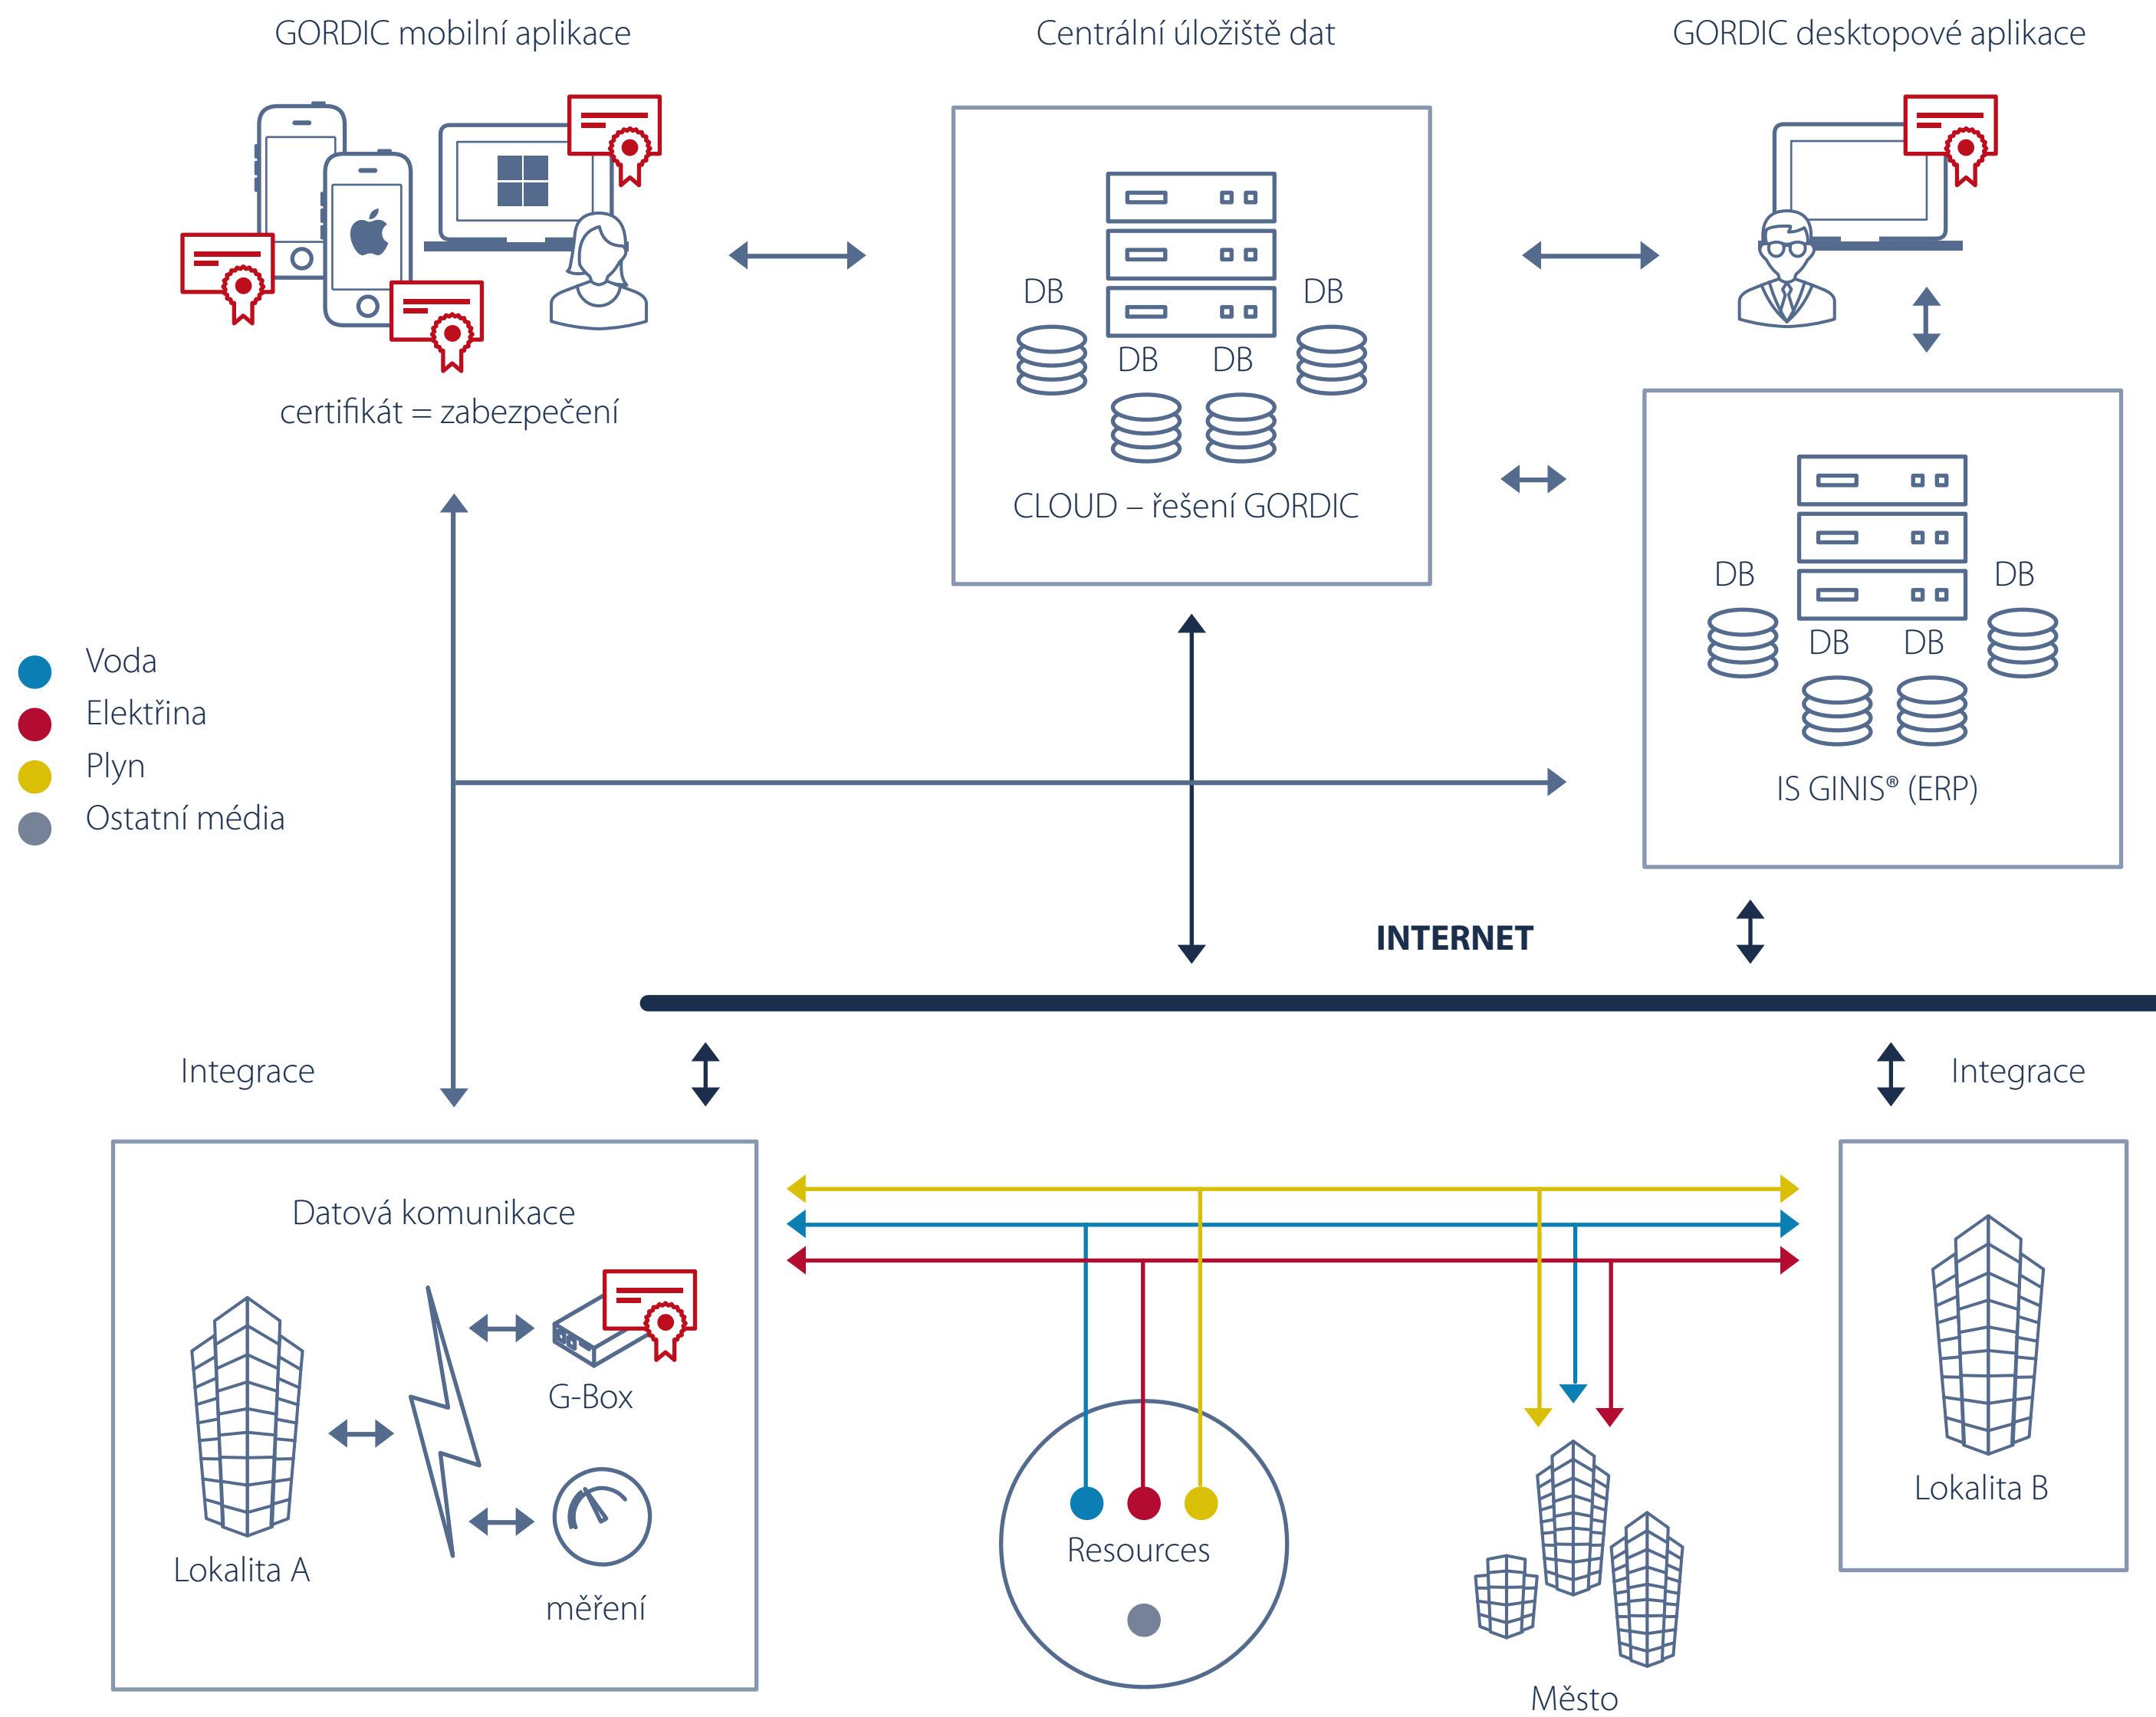 GORDIC mobilní aplikace
Centrální úložiště dat
GORDIC desktopové aplikace
certifikát = zabezpečení
DB
DB
DB
DB
CLOUD – řešení GORDIC
DB
DB
DB
DB
IS GINIS® (ERP)
Voda
Elektřina
Plyn
Ostatní média
INTERNET
Integrace
Integrace
Datová komunikace
G-Box
Lokalita A
měření
Resources
Město
Lokalita B